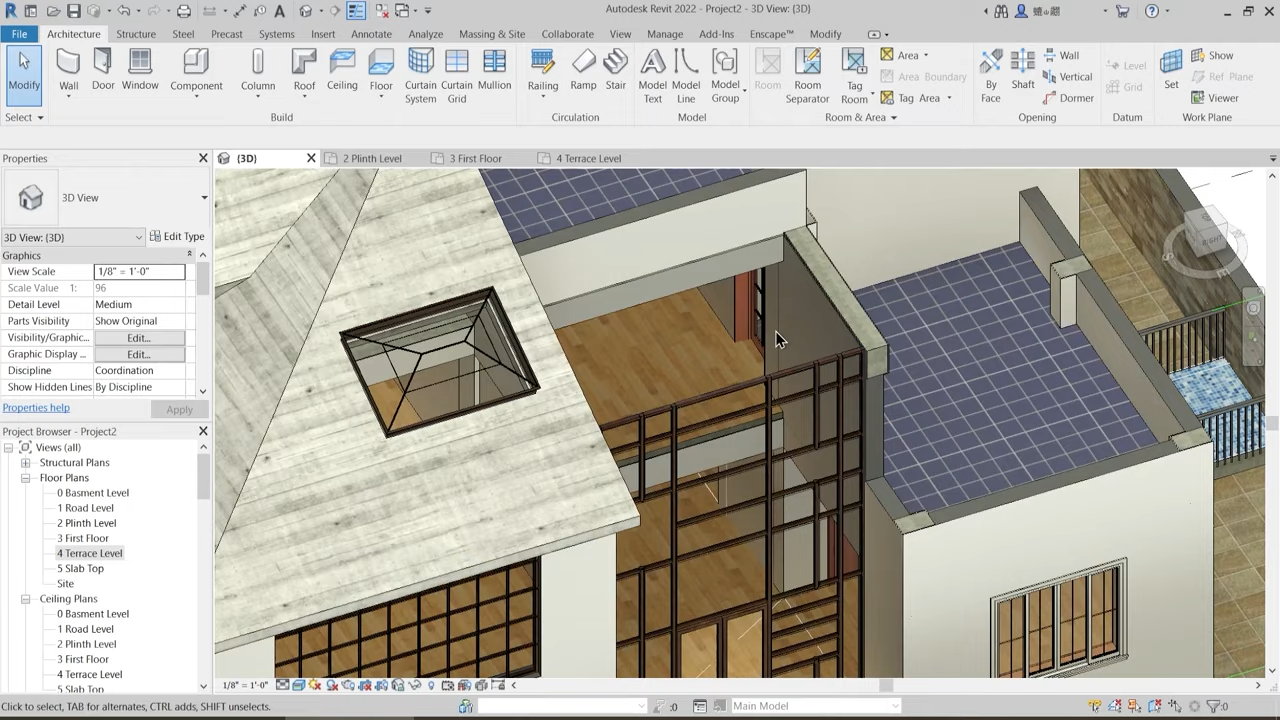 Autodesk Revit 2022 - Project2 - 3D View: {3D}
File Architecture Structure Steel Precast Systems Insert Annotate Analyze Massing & Site Collaborate View Manage Add-Ins Enscape™ Modify
Modify Wall Door Window Component Column Roof Ceiling Floor Curtain System Curtain Grid Mullion Railing Ramp Stair Model Text Model Line Model Group Room Room Separator Tag Room
Area
Area Boundary
Tag Area
By Face Shaft
Wall
Vertical
Dormer
Level
Grid
Set
Show
Ref Plane
Viewer
Select Build Circulation Model Room & Area Opening Datum Work Plane
Properties
{3D} 2 Plinth Level 3 First Floor 4 Terrace Level
3D View
3D View: {3D} Edit Type
Graphics
View Scale 1/8" = 1'-0"
Scale Value 1: 96
Detail Level Medium
Parts Visibility Show Original
Visibility/Graphic... Edit...
Graphic Display ... Edit...
Discipline Coordination
Show Hidden Lines By Discipline
Properties help Apply
Project Browser - Project2
Views (all)
Structural Plans
Floor Plans
0 Basment Level
1 Road Level
2 Plinth Level
3 First Floor
4 Terrace Level
5 Slab Top
Site
Ceiling Plans
0 Basment Level
1 Road Level
2 Plinth Level
3 First Floor
4 Terrace Level
5 Slab Top
RIGHT
1/8" = 1'-0"
Click to select, TAB for alternates, CTRL adds, SHIFT unselects.
:0
Main Model
:0